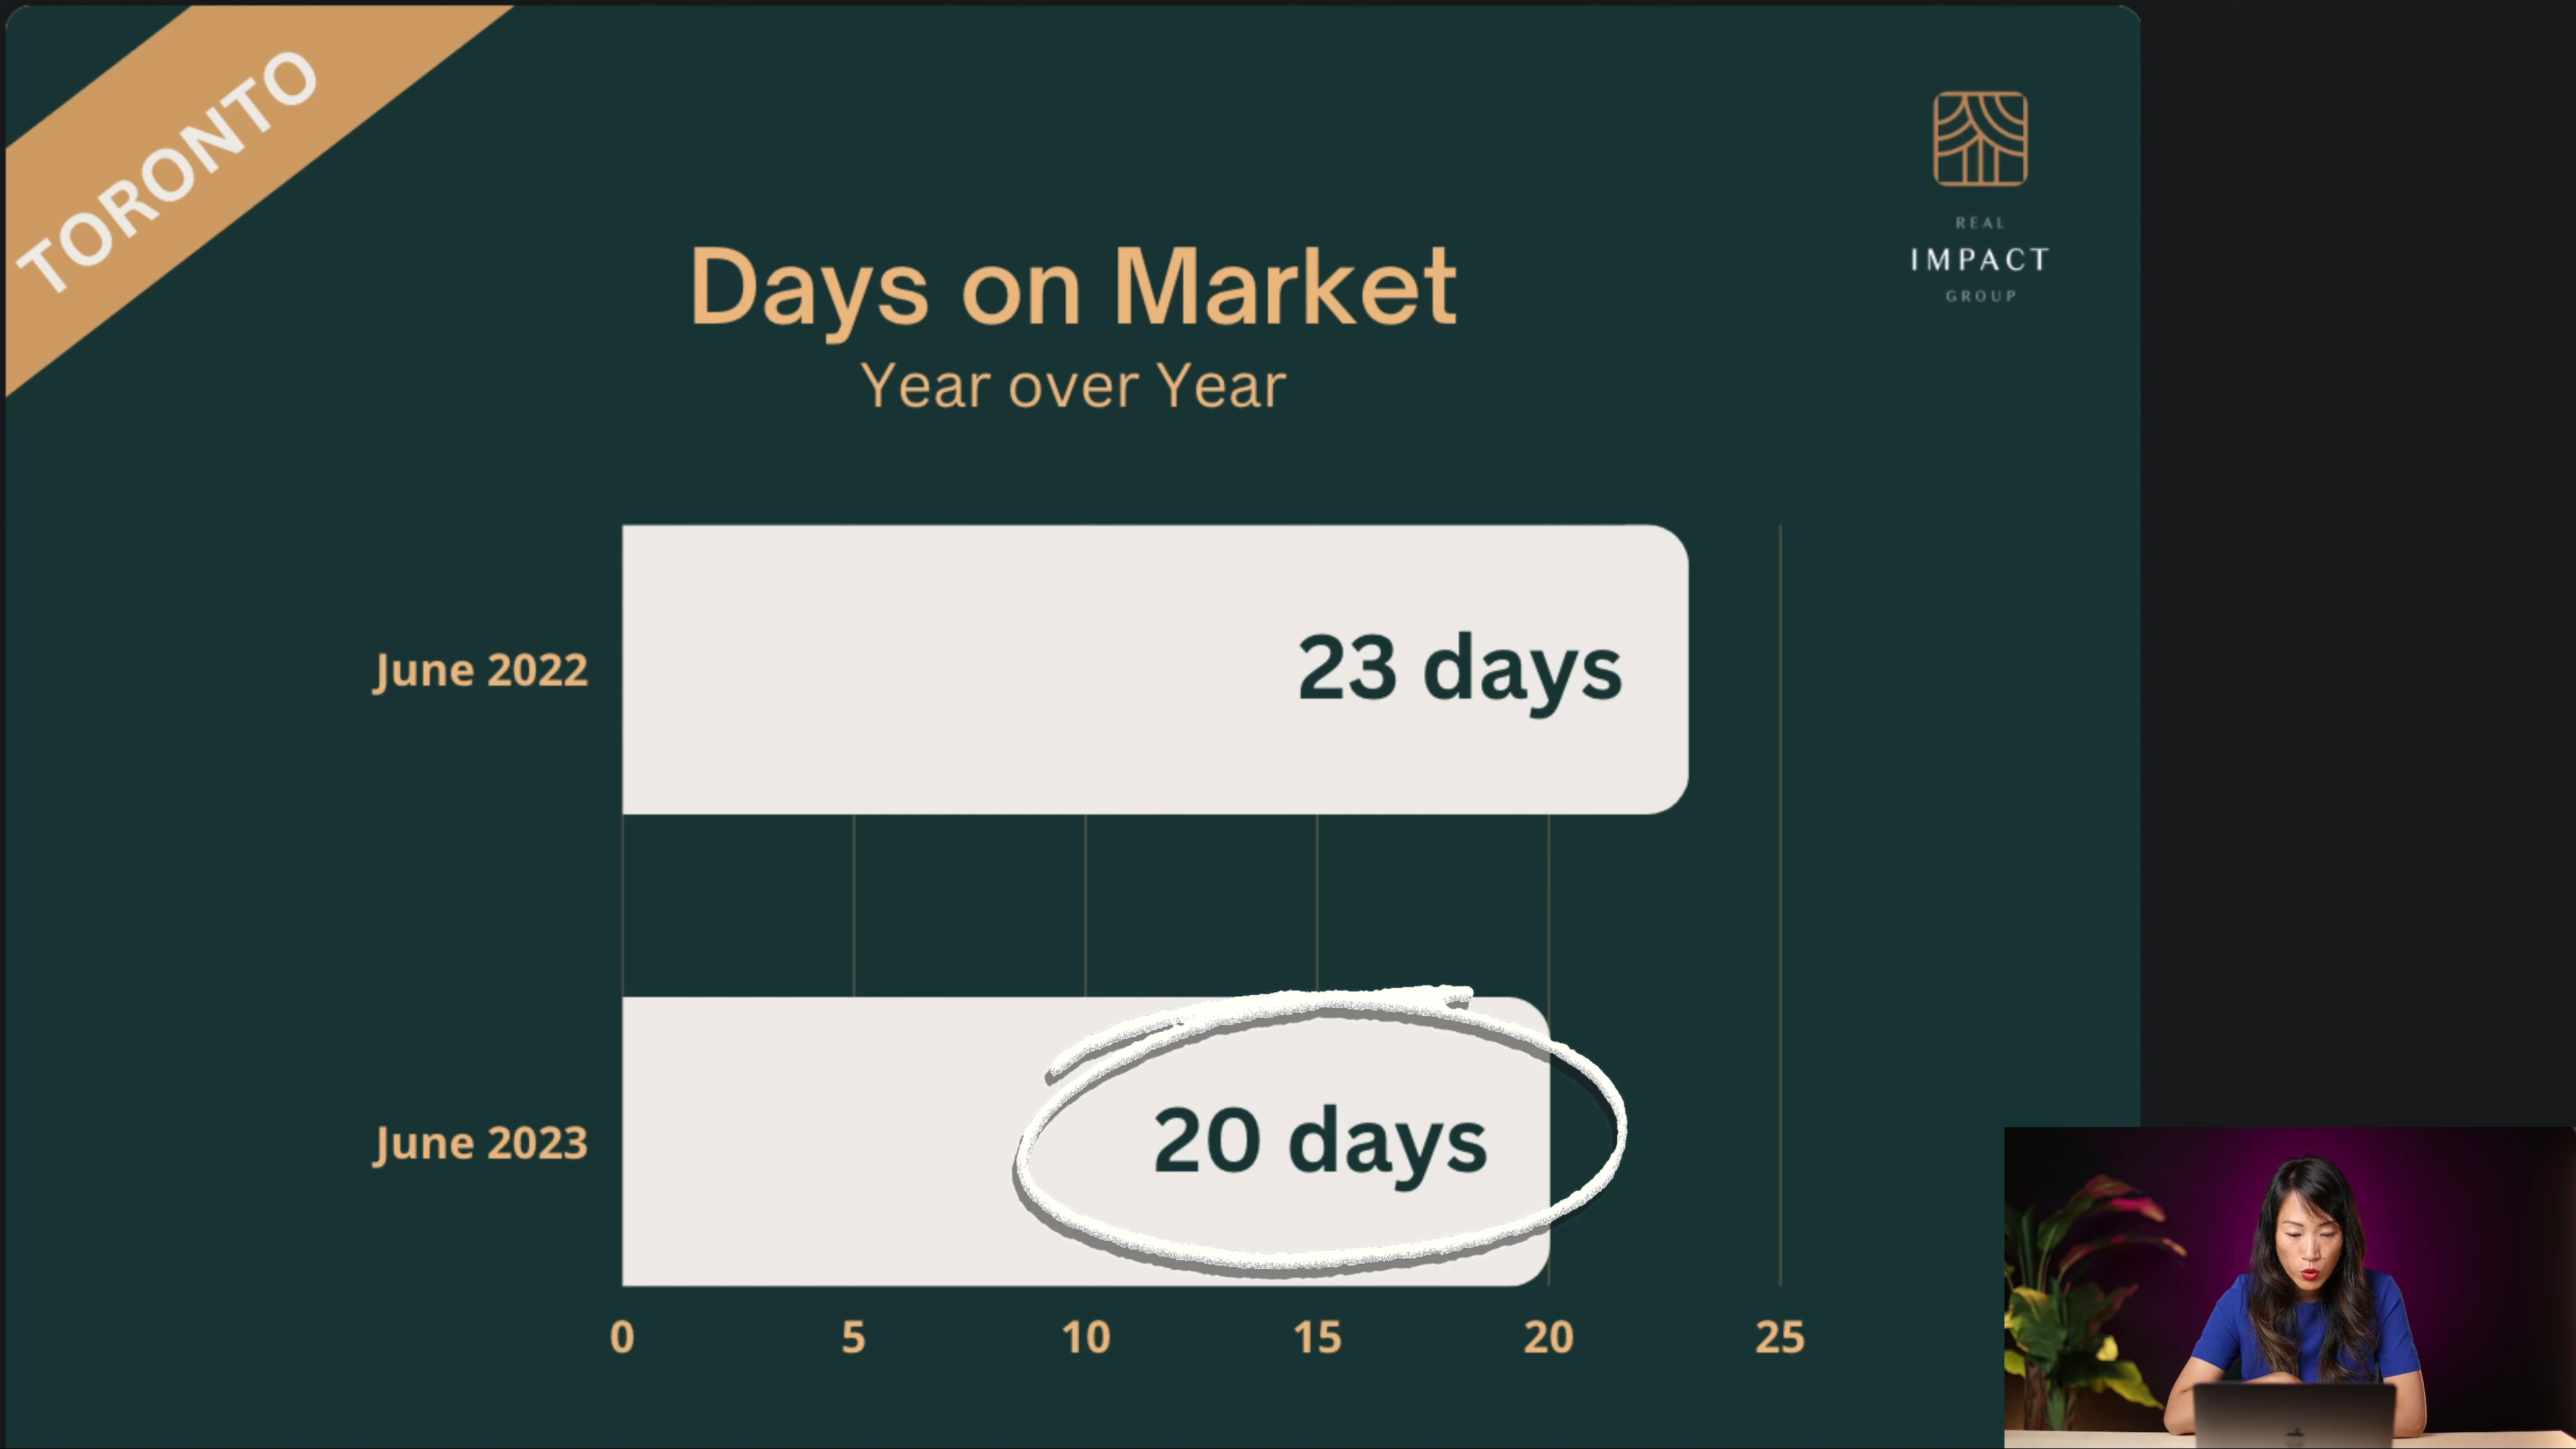 TORONTO
REAL
IMPACT
GROUP
Days on Market
Year over Year
June 2022
23 days
June 2023
20 days
0 5 10 15 20 25